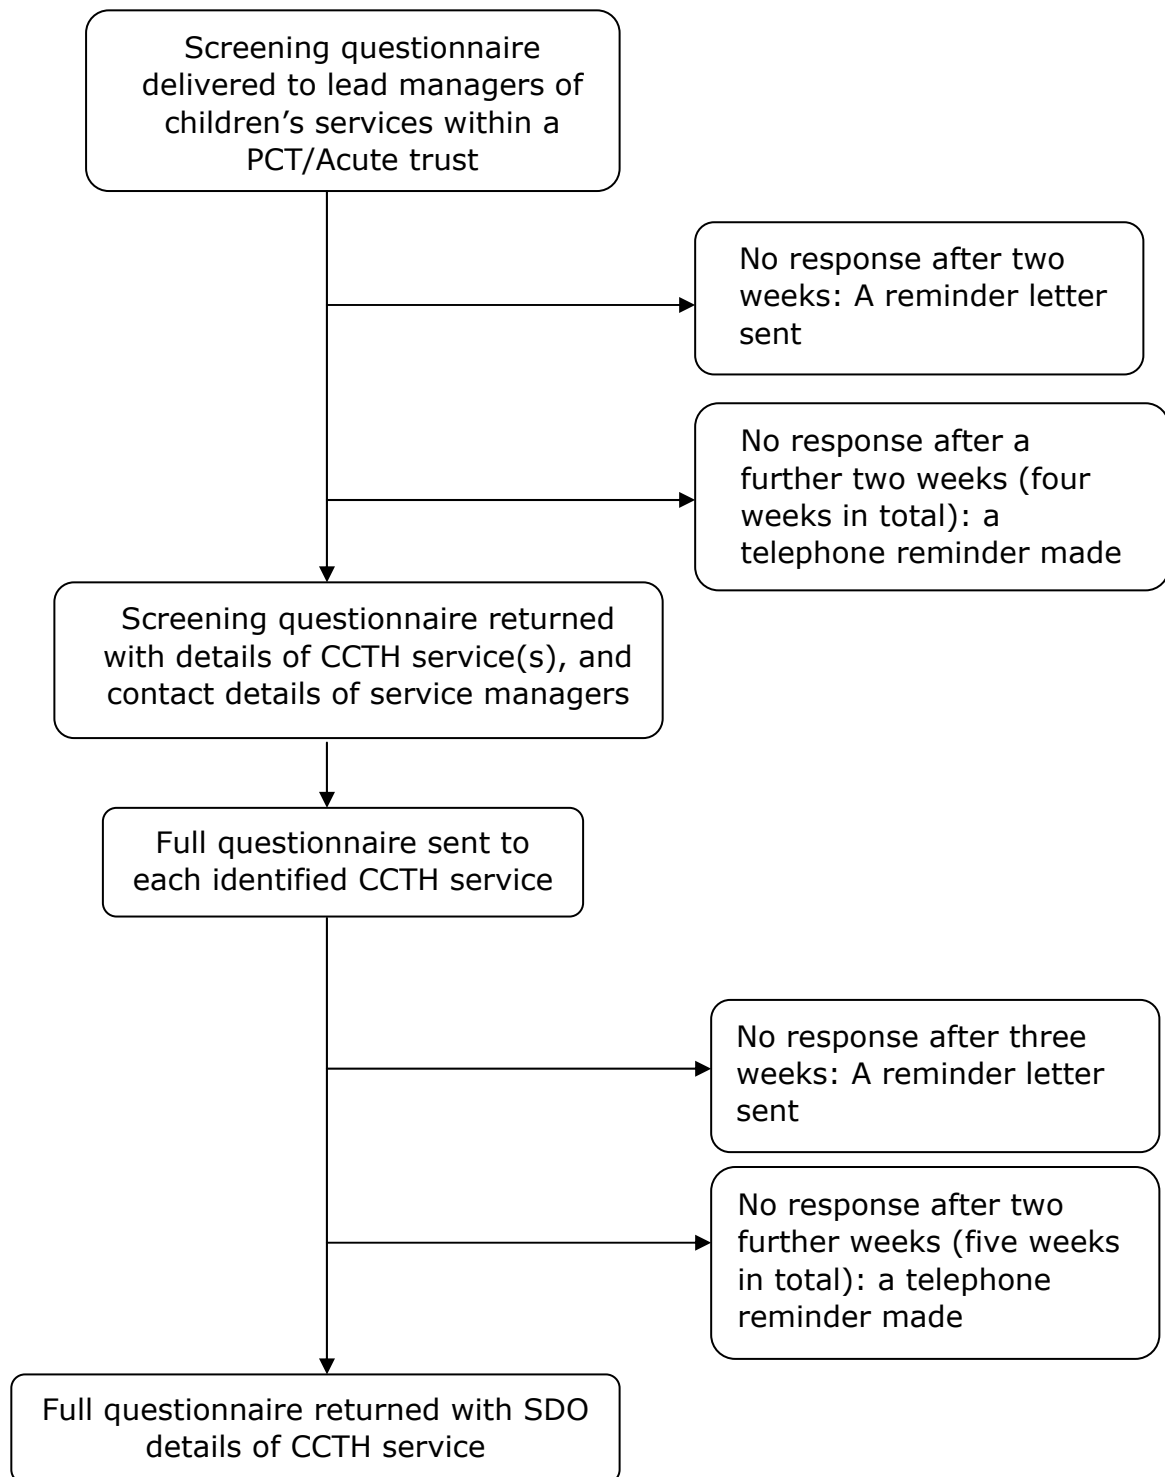 Screening questionnaire
delivered to lead managers of
children’s services within a
PCT/Acute trust
No response after two
weeks: A reminder letter
sent
No response after a
further two weeks (four
weeks in total): a
telephone reminder made
Screening questionnaire returned
with details of CCTH service(s), and
contact details of service managers
Full questionnaire sent to
each identified CCTH service
No response after three
weeks: A reminder letter
sent
No response after two
further weeks (five weeks
in total): a telephone
reminder made
Full questionnaire returned with SDO
details of CCTH service